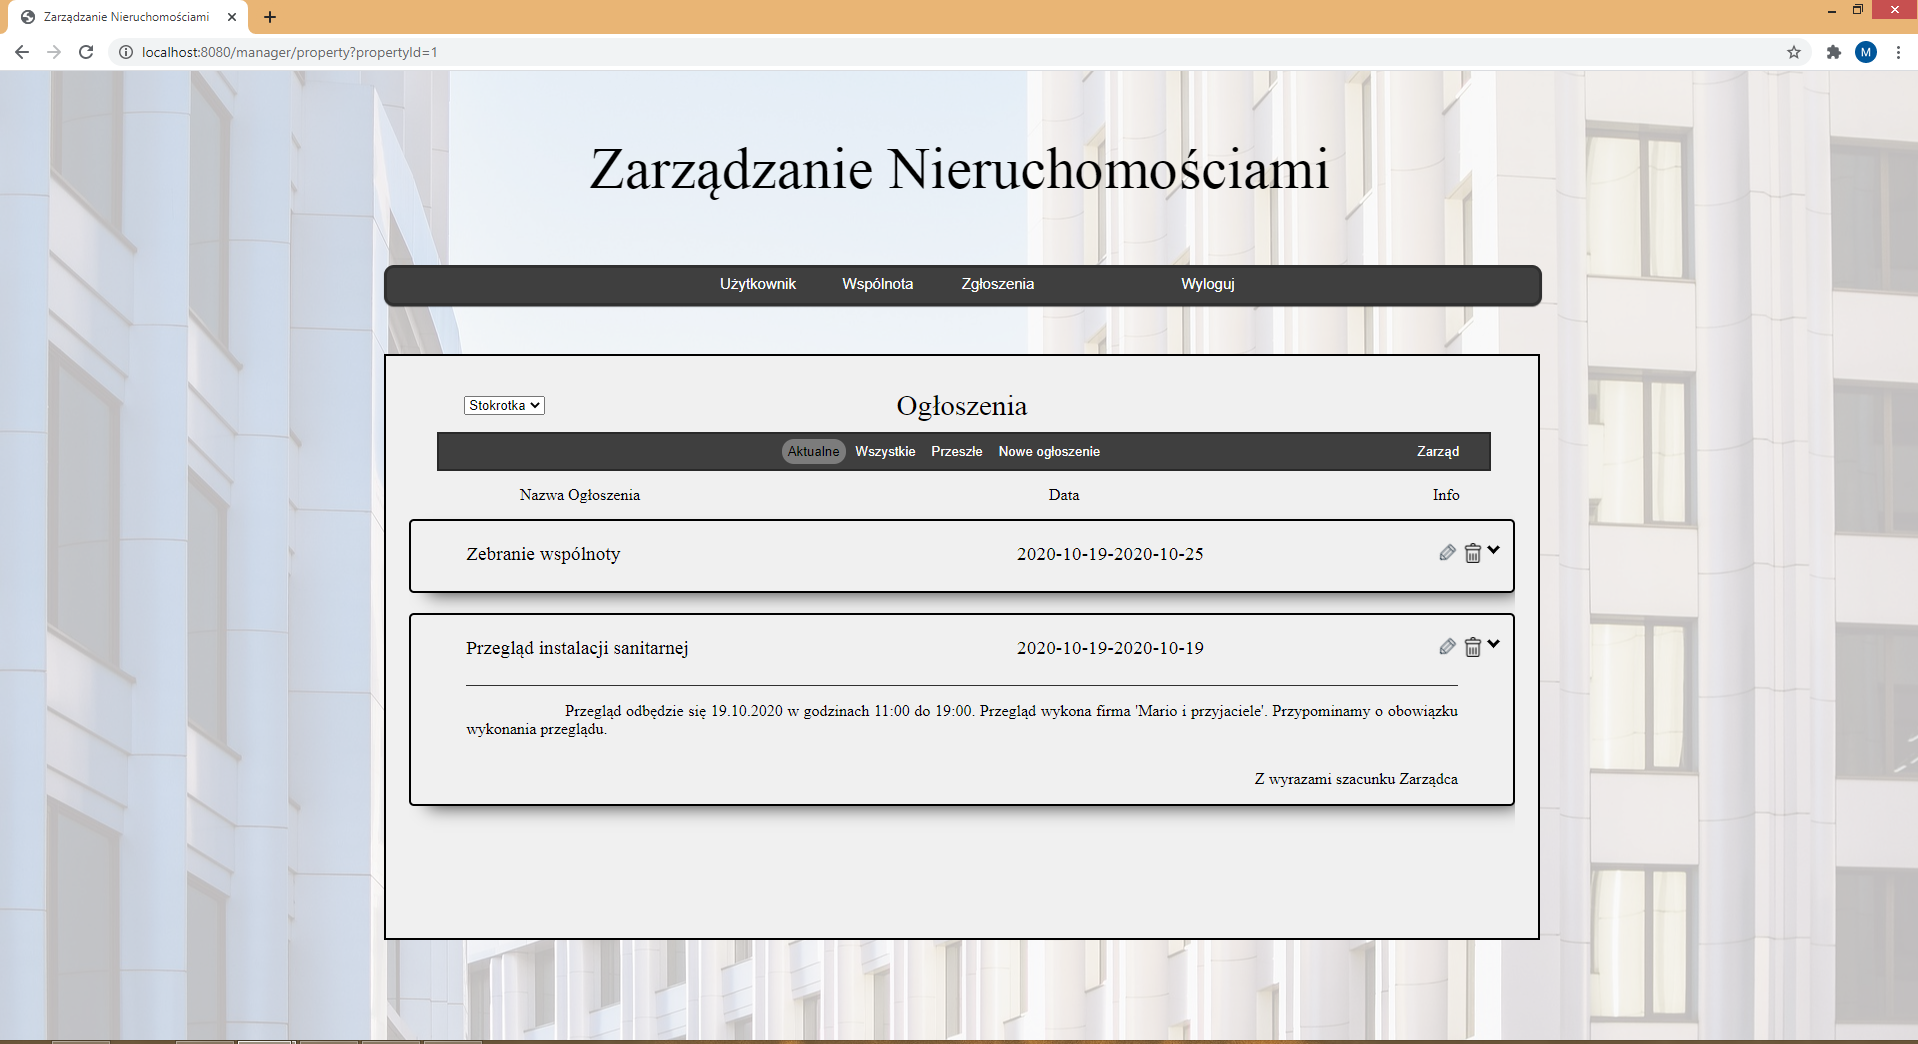 Zarządzanie Nieruchomościami
localhost:8080/manager/property?propertyId=1
M
Zarządzanie Nieruchomościami
Użytkownik Wspólnota Zgłoszenia Wyloguj
Stokrotka
Ogłoszenia
Aktualne Wszystkie Przeszłe Nowe ogłoszenie Zarząd
Nazwa Ogłoszenia Data Info
Zebranie wspólnoty 2020-10-19-2020-10-25
Przegląd instalacji sanitarnej 2020-10-19-2020-10-19
Przegląd odbędzie się 19.10.2020 w godzinach 11:00 do 19:00. Przegląd wykona firma 'Mario i przyjaciele'. Przypominamy o obowiązku
wykonania przeglądu.
Z wyrazami szacunku Zarządca